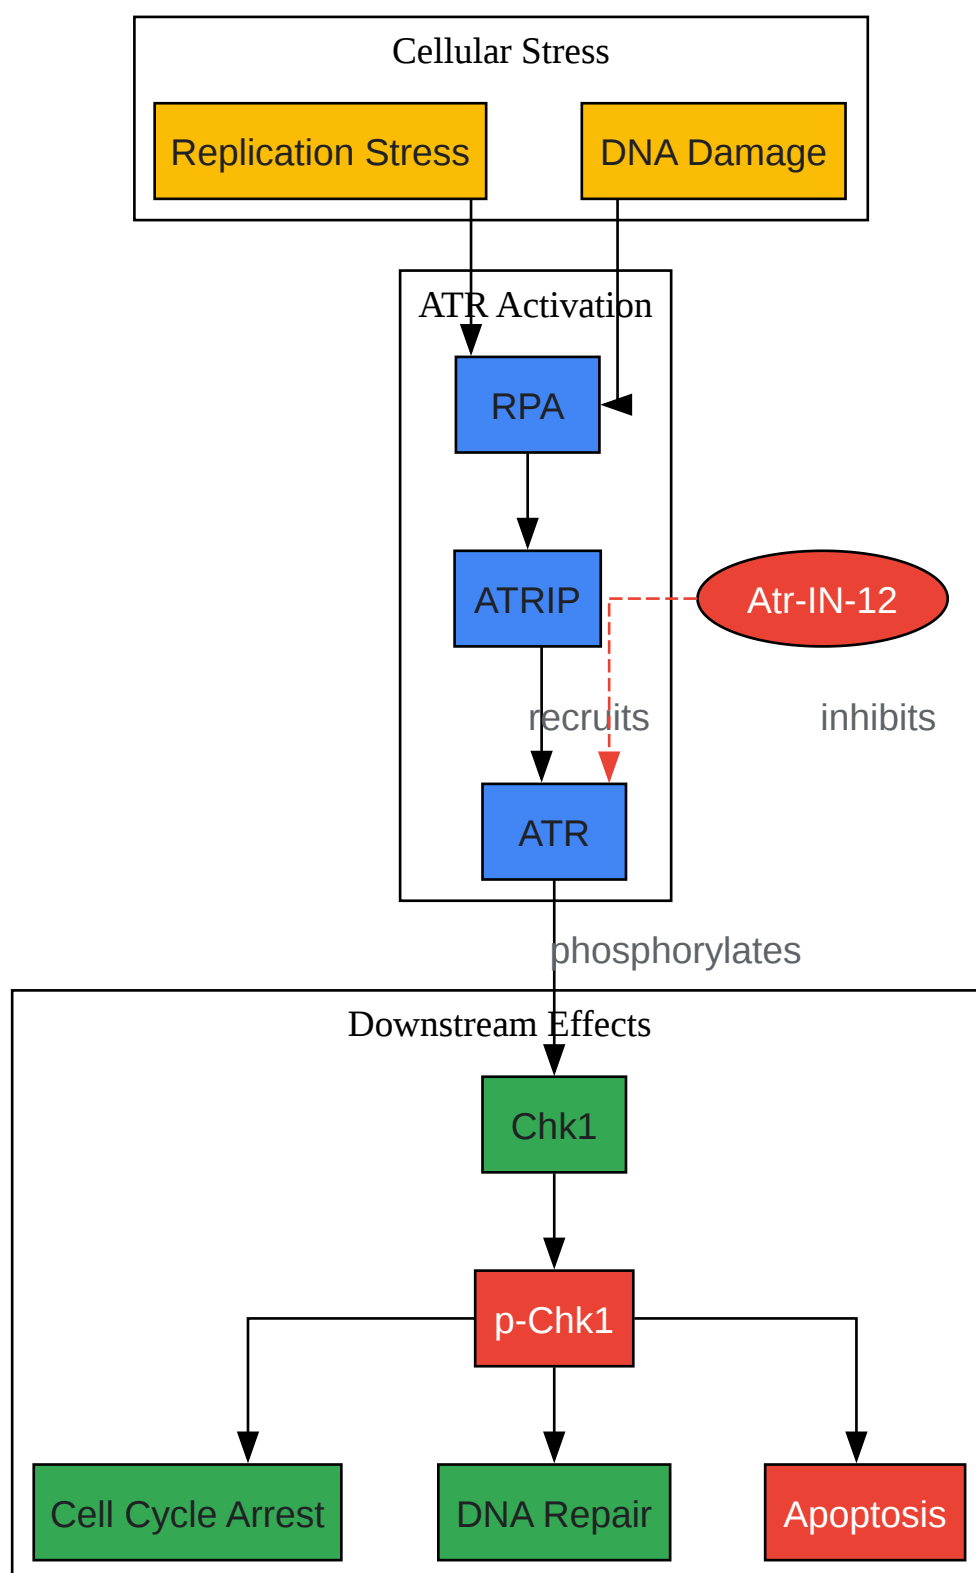 Cellular Stress
Replication Stress
DNA Damage
ATR Activation
RPA
ATRIP
Atr-IN-12
recruits
inhibits
ATR
phosphorylates
Downstream Effects
Chk1
p-Chk1
Cell Cycle Arrest
DNA Repair
Apoptosis